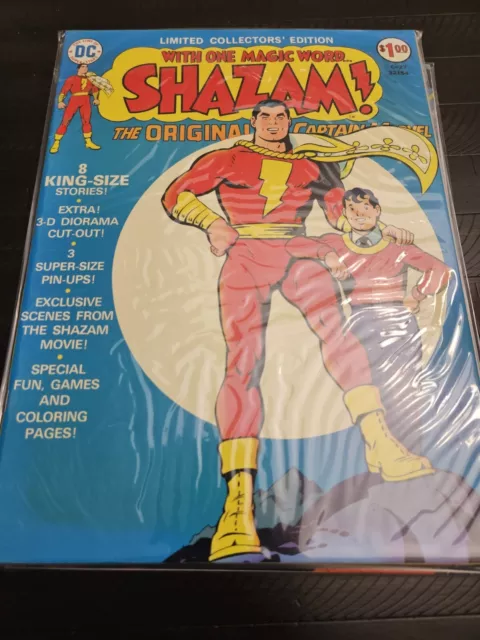 LIMITED COLLECTORS' EDITION
DC
WITH ONE MAGIC WORD...
$1.00
SHAZAM!
THE ORIGINAL CAPTAIN MARVEL
8
KING-SIZE
STORIES!
•
EXTRA!
3-D DIORAMA
CUT-OUT!
•
3
SUPER-SIZE
PIN-UPS!
•
EXCLUSIVE
SCENES FROM
THE SHAZAM
MOVIE!
•
SPECIAL
FUN, GAMES
AND
COLORING
PAGES!